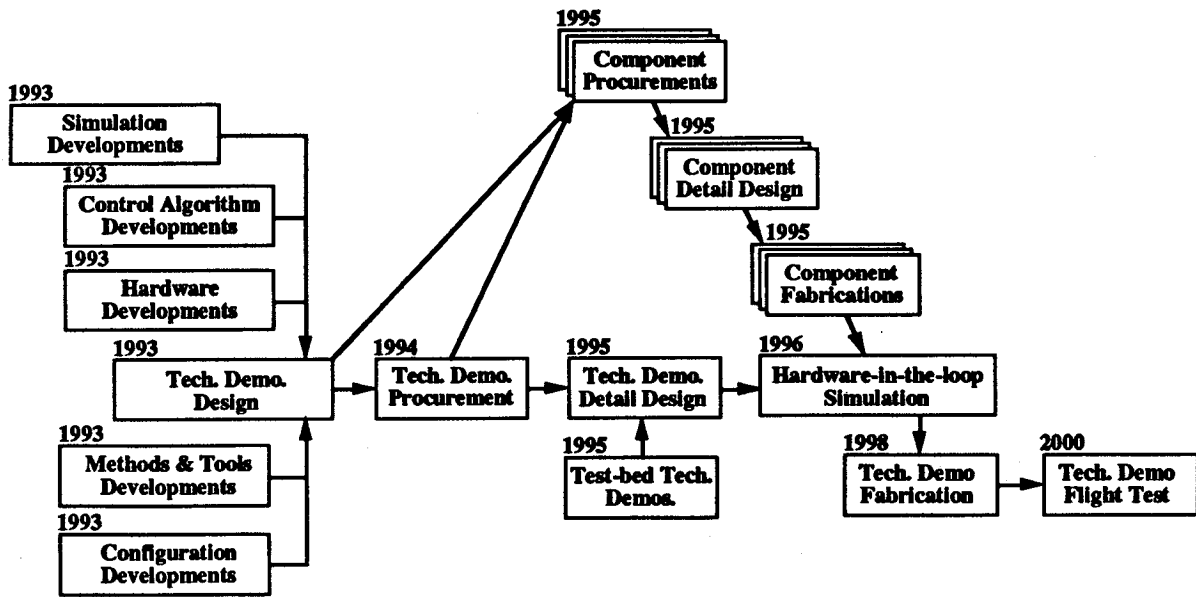 1995
Component
Procurements
1993
Simulation
Developments
1995
Component
Detail Design
1993
Control Algorithm
Developments
1995
Component
Fabrications
1993
Hardware
Developments
1993
Tech. Demo.
Design
1994
Tech. Demo.
Procurement
1995
Tech. Demo.
Detail Design
1996
Hardware-in-the-loop
Simulation
1993
Methods & Tools
Developments
1995
Test-bed Tech.
Demos.
1998
Tech. Demo
Fabrication
2000
Tech. Demo
Flight Test
1993
Configuration
Developments